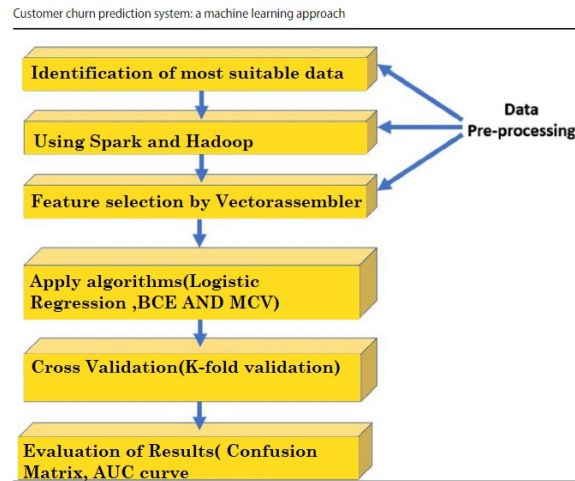 Customer churn prediction system: a machine learning approach
Identification of most suitable data
Using Spark and Hadoop
Feature selection by Vectorassembler
Data
Pre-processing
Apply algorithms(Logistic
Regression ,BCE AND MCV)
Cross Validation(K-fold validation)
Evaluation of Results( Confusion
Matrix, AUC curve